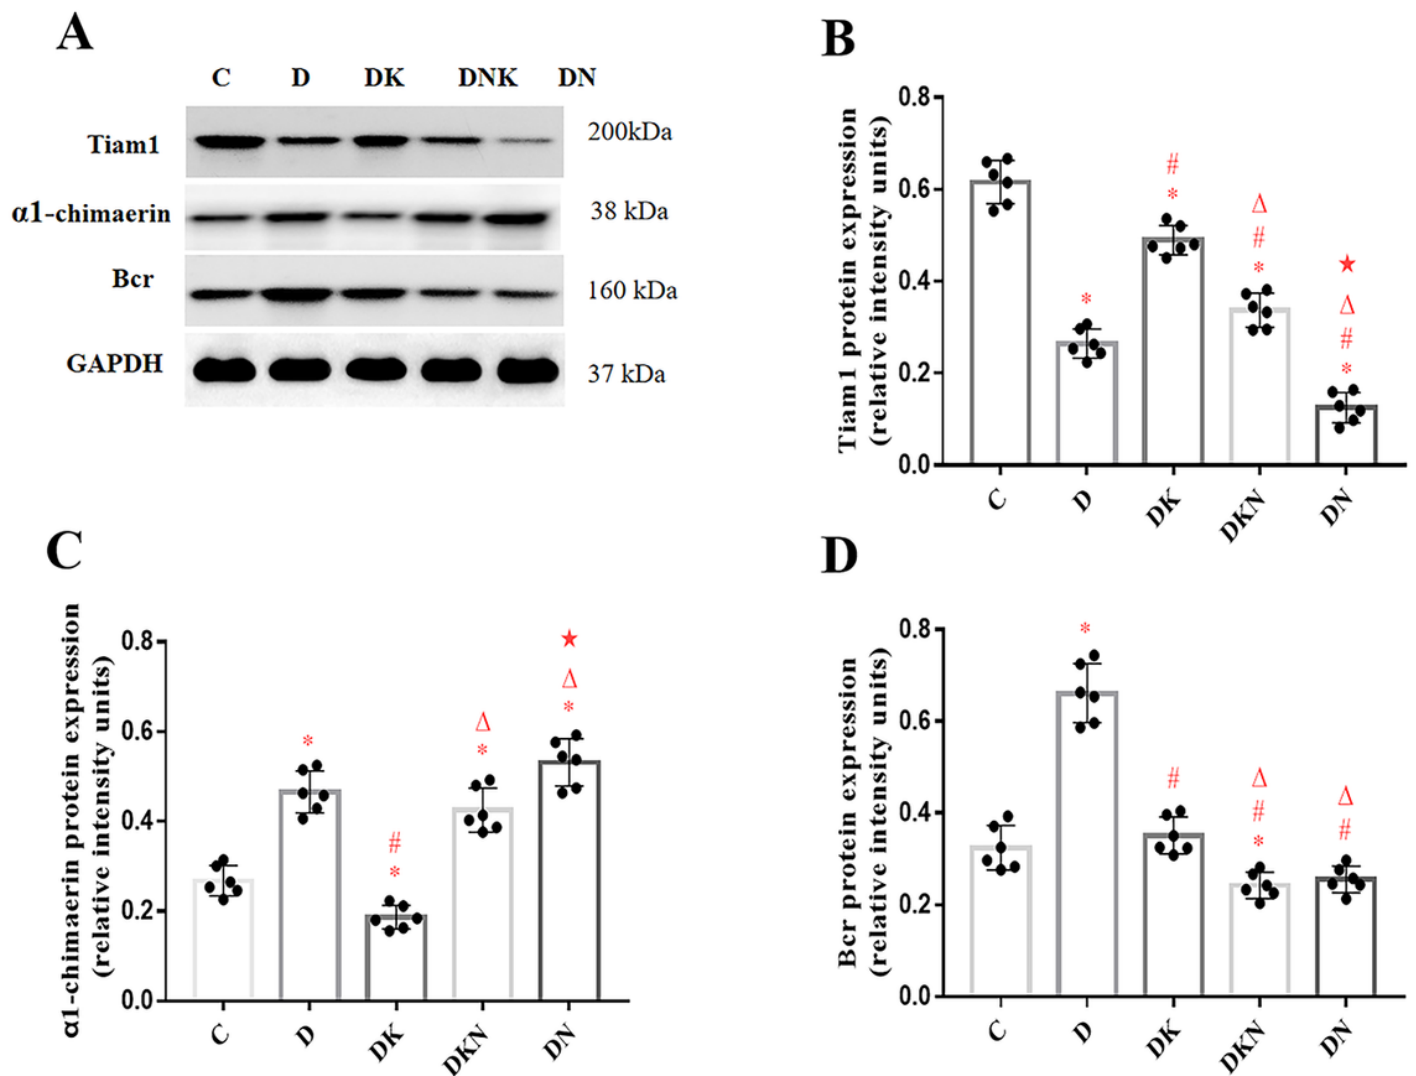 A
C D DK DNK DN
Tiam1 200kDa
α1-chimaerin 38 kDa
Bcr 160 kDa
GAPDH 37 kDa
B
Tiam1 protein expression
(relative intensity units)
0.8
0.6
0.4
0.2
0.0
*
#
*
Δ
#
*
★
Δ
#
*
C D DK DKN DN
C
α1-chimaerin protein expression
(relative intensity units)
0.8
0.6
0.4
0.2
0.0
*
#
*
Δ
*
★
Δ
*
C D DK DKN DN
D
Bcr protein expression
(relative intensity units)
0.8
0.6
0.4
0.2
0.0
*
#
Δ
#
*
Δ
#
C D DK DKN DN